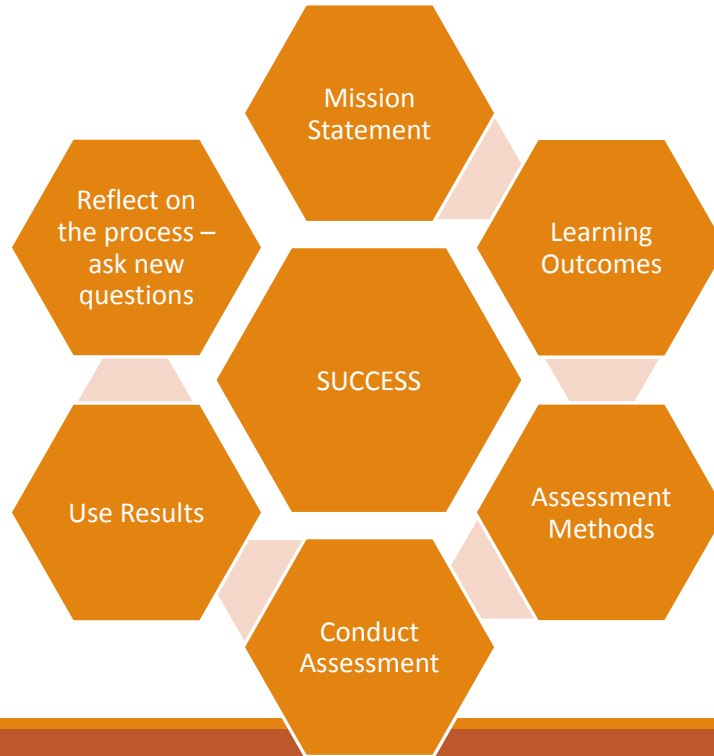 Mission
Statement
Learning
Outcomes
Assessment
Methods
Conduct
Assessment
Use Results
Reflect on
the process –
ask new
questions
SUCCESS